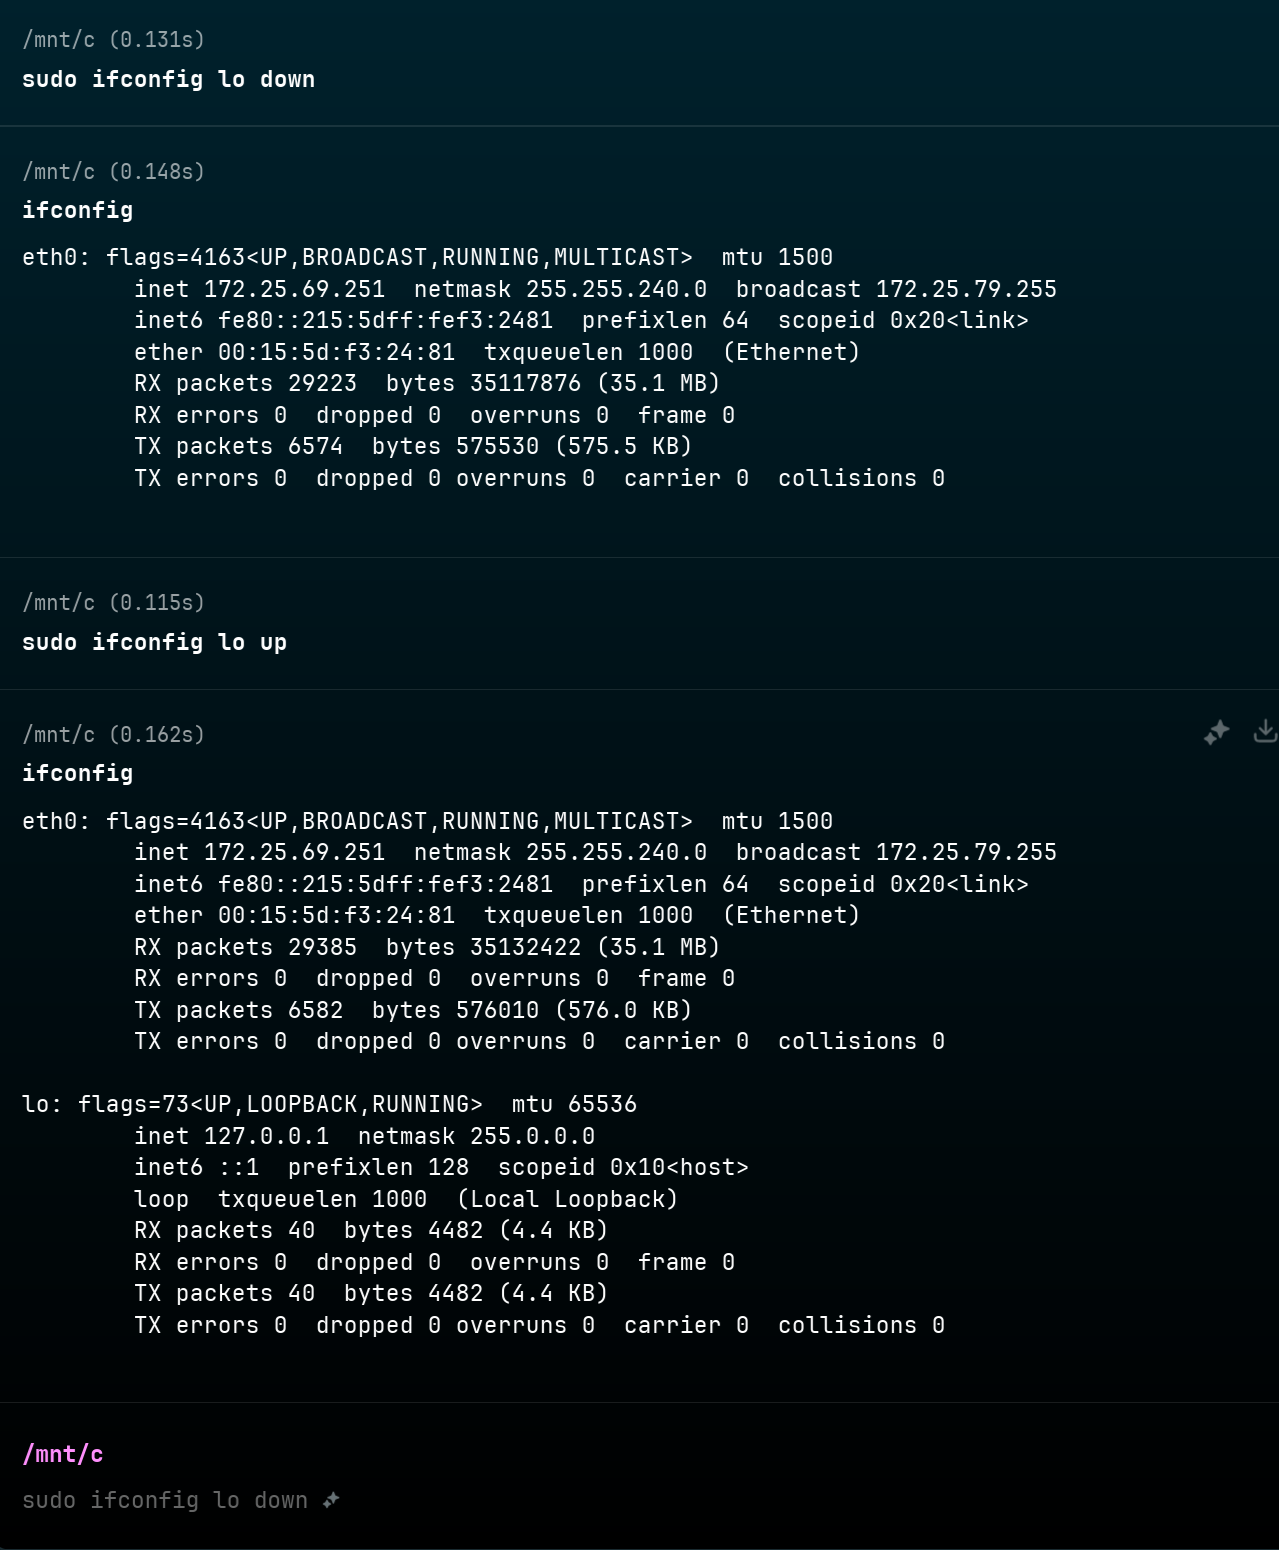 /mnt/c (0.131s)
sudo ifconfig lo down
/mnt/c (0.148s)
ifconfig
eth0: flags=4163<UP,BROADCAST,RUNNING,MULTICAST>  mtu 1500
        inet 172.25.69.251  netmask 255.255.240.0  broadcast 172.25.79.255
        inet6 fe80::215:5dff:fef3:2481  prefixlen 64  scopeid 0x20<link>
        ether 00:15:5d:f3:24:81  txqueuelen 1000  (Ethernet)
        RX packets 29223  bytes 35117876 (35.1 MB)
        RX errors 0  dropped 0  overruns 0  frame 0
        TX packets 6574  bytes 575530 (575.5 KB)
        TX errors 0  dropped 0 overruns 0  carrier 0  collisions 0
/mnt/c (0.115s)
sudo ifconfig lo up
/mnt/c (0.162s)
ifconfig
eth0: flags=4163<UP,BROADCAST,RUNNING,MULTICAST>  mtu 1500
        inet 172.25.69.251  netmask 255.255.240.0  broadcast 172.25.79.255
        inet6 fe80::215:5dff:fef3:2481  prefixlen 64  scopeid 0x20<link>
        ether 00:15:5d:f3:24:81  txqueuelen 1000  (Ethernet)
        RX packets 29385  bytes 35132422 (35.1 MB)
        RX errors 0  dropped 0  overruns 0  frame 0
        TX packets 6582  bytes 576010 (576.0 KB)
        TX errors 0  dropped 0 overruns 0  carrier 0  collisions 0
lo: flags=73<UP,LOOPBACK,RUNNING>  mtu 65536
        inet 127.0.0.1  netmask 255.0.0.0
        inet6 ::1  prefixlen 128  scopeid 0x10<host>
        loop  txqueuelen 1000  (Local Loopback)
        RX packets 40  bytes 4482 (4.4 KB)
        RX errors 0  dropped 0  overruns 0  frame 0
        TX packets 40  bytes 4482 (4.4 KB)
        TX errors 0  dropped 0 overruns 0  carrier 0  collisions 0
/mnt/c
sudo ifconfig lo down